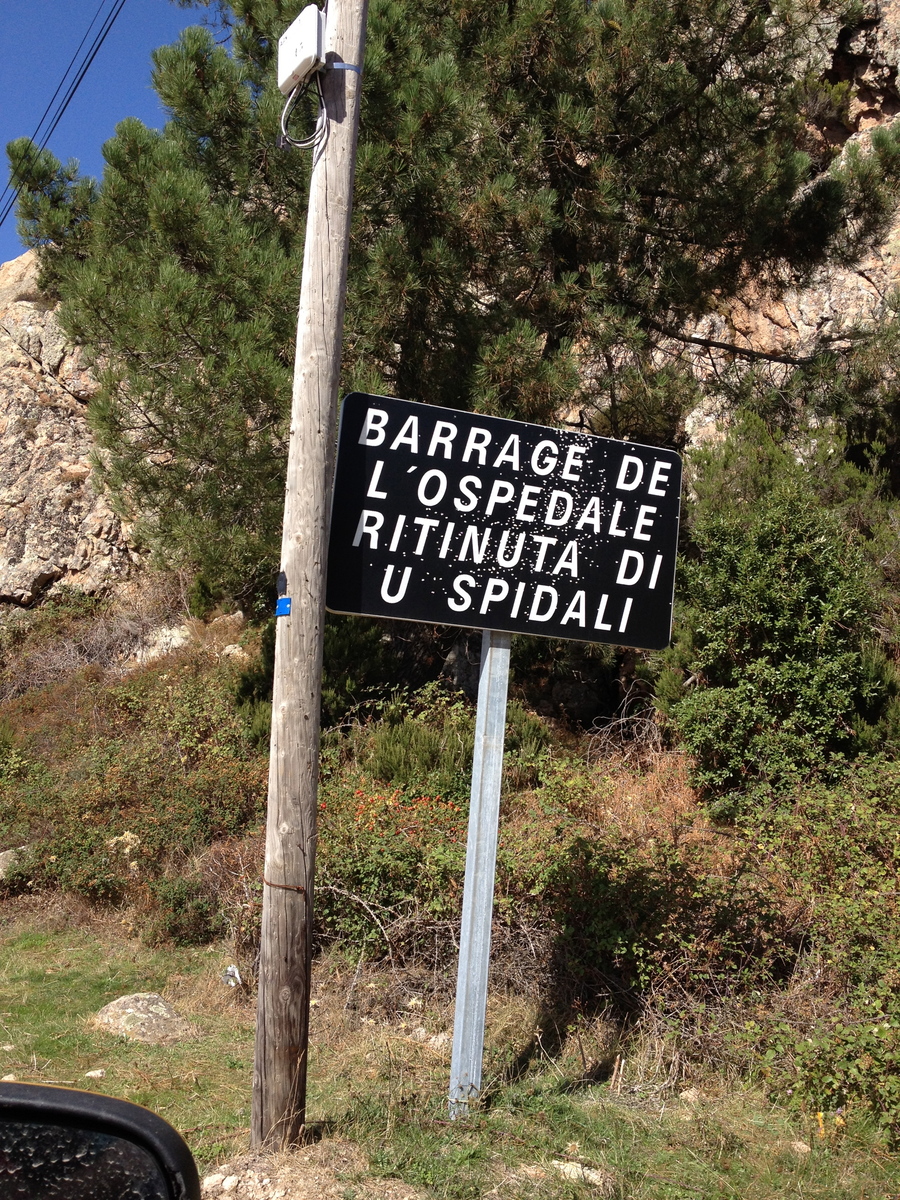 BARRAGE DE
L'OSPEDALE
RITINUTA DI
U SPIDALI